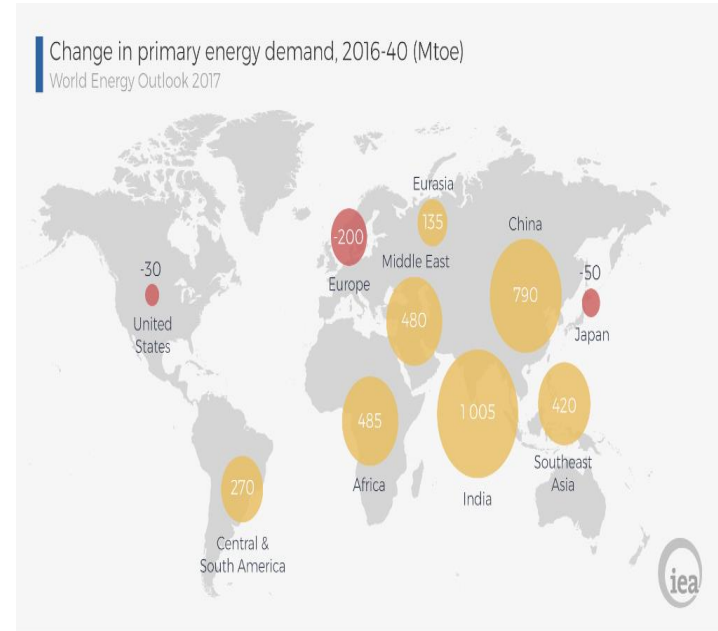 Change in primary energy demand, 2016-40 (Mtoe)
World Energy Outlook 2017
Eurasia
135
China
790
-200
Europe
Middle East
480
-50
Japan
-30
United
States
485
Africa
1 005
India
420
Southeast
Asia
270
Central &
South America
iea